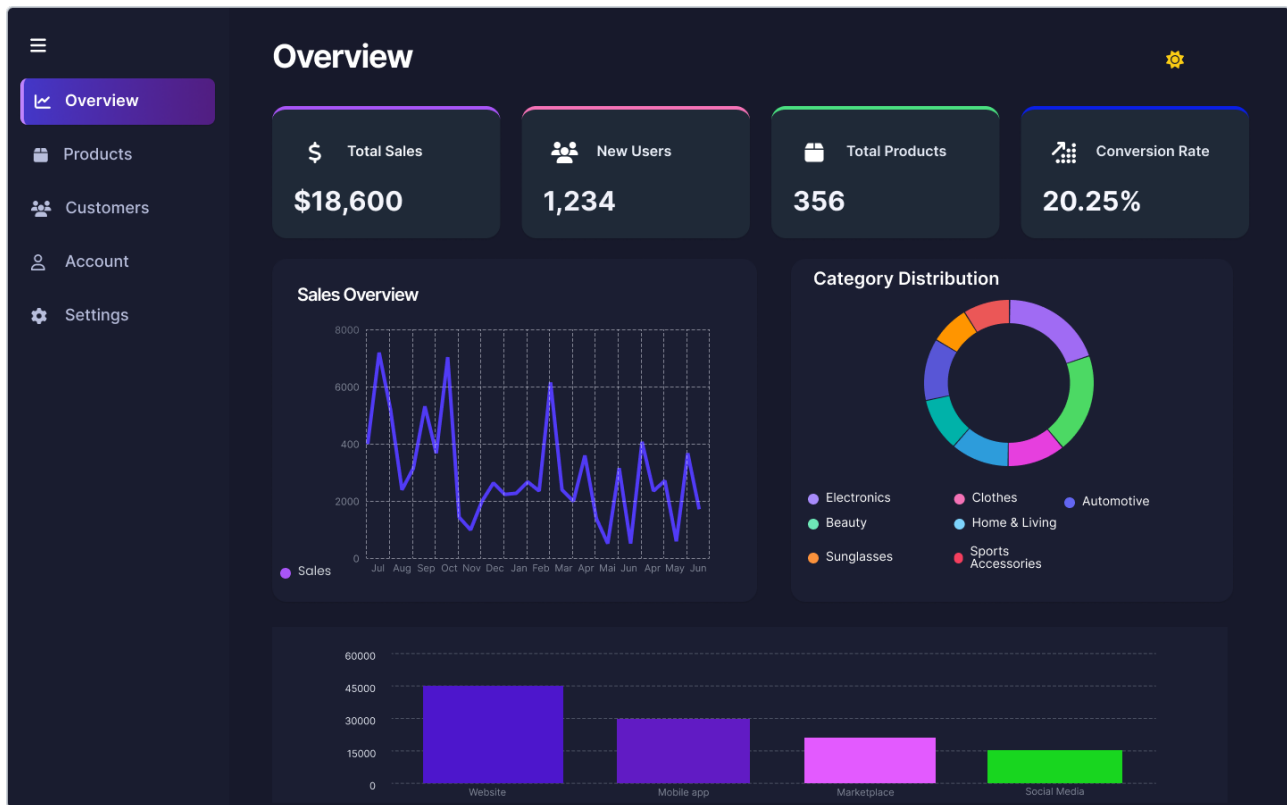 Overview
Products
Customers
Account
Settings
Overview
Total Sales
$18,600
New Users
1,234
Total Products
356
Conversion Rate
20.25%
Sales Overview
8000
6000
400
2000
0
Jul Aug Sep Oct Nov Dec Jan Feb Mar Apr Mai Jun Apr May Jun
Sales
Category Distribution
Electronics
Clothes
Automotive
Beauty
Home & Living
Sunglasses
Sports
Accessories
60000
45000
30000
15000
0
Website Mobile app Marketplace Social Media